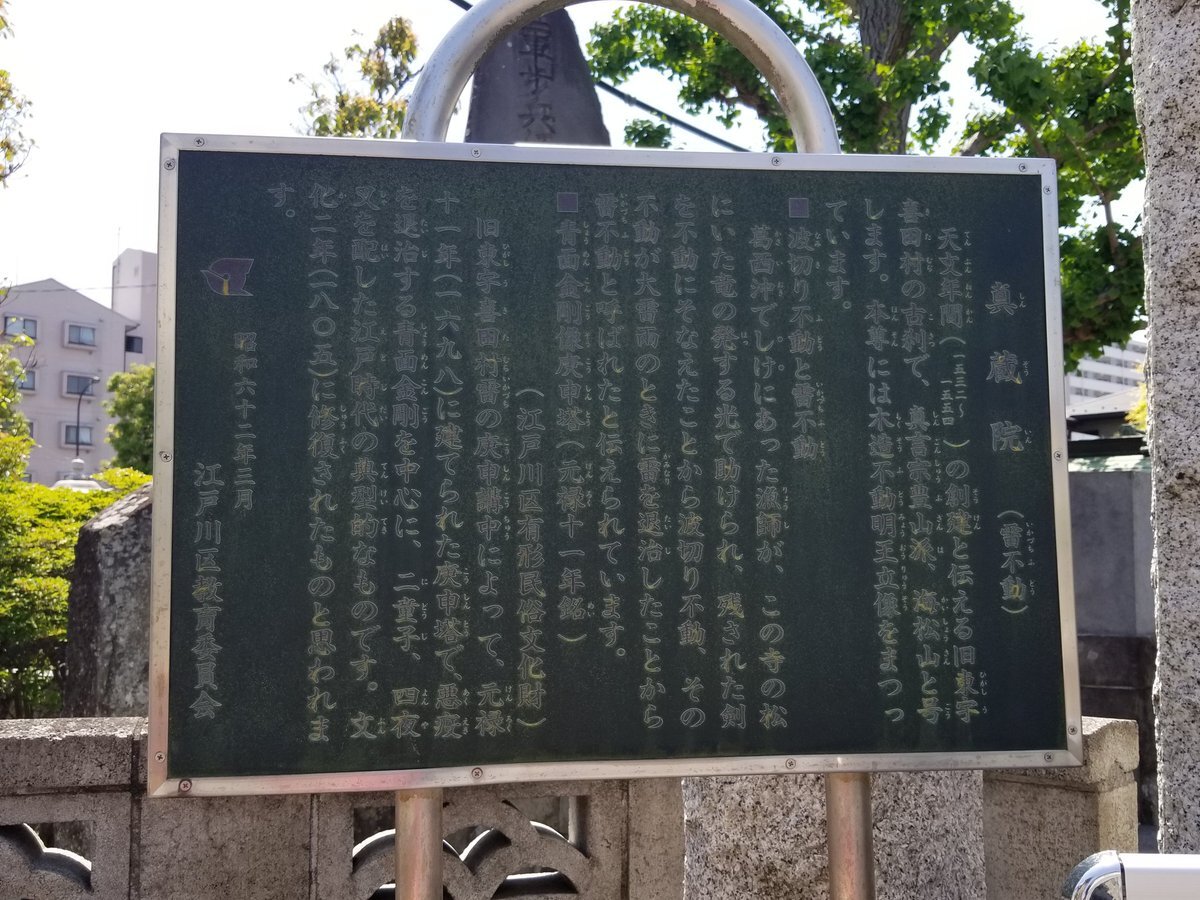 真蔵院（雷不動）
天文年間（一五三二～一五五四）の創建と伝える旧東宇
喜田村の古刹で、真言宗豊山派、海松山と号
します。本尊には木造不動明王立像をまつっ
ています。
■波切り不動と雷不動
葛西沖でしけにあった漁師が、この寺の松
にいた竜の発する光で助けられ、残された剣
を不動にそなえたことから波切り不動、その
不動が大雷雨のときに雷を退治したことから
雷不動と呼ばれたと伝えられています。
■青面金剛像庚申塔（元禄十一年銘）
（江戸川区有形民俗文化財）
旧東宇喜田村雷の庚申講中によって、元禄
十一年（一六九八）に建てられた庚申塔で、悪疫
を退治する青面金剛を中心に、二童子、四夜
叉を配した江戸時代の典型的なものです。文
化二年（一八〇五）に修復されたものと思われま
す。
昭和六十二年三月
江戸川区教育委員会